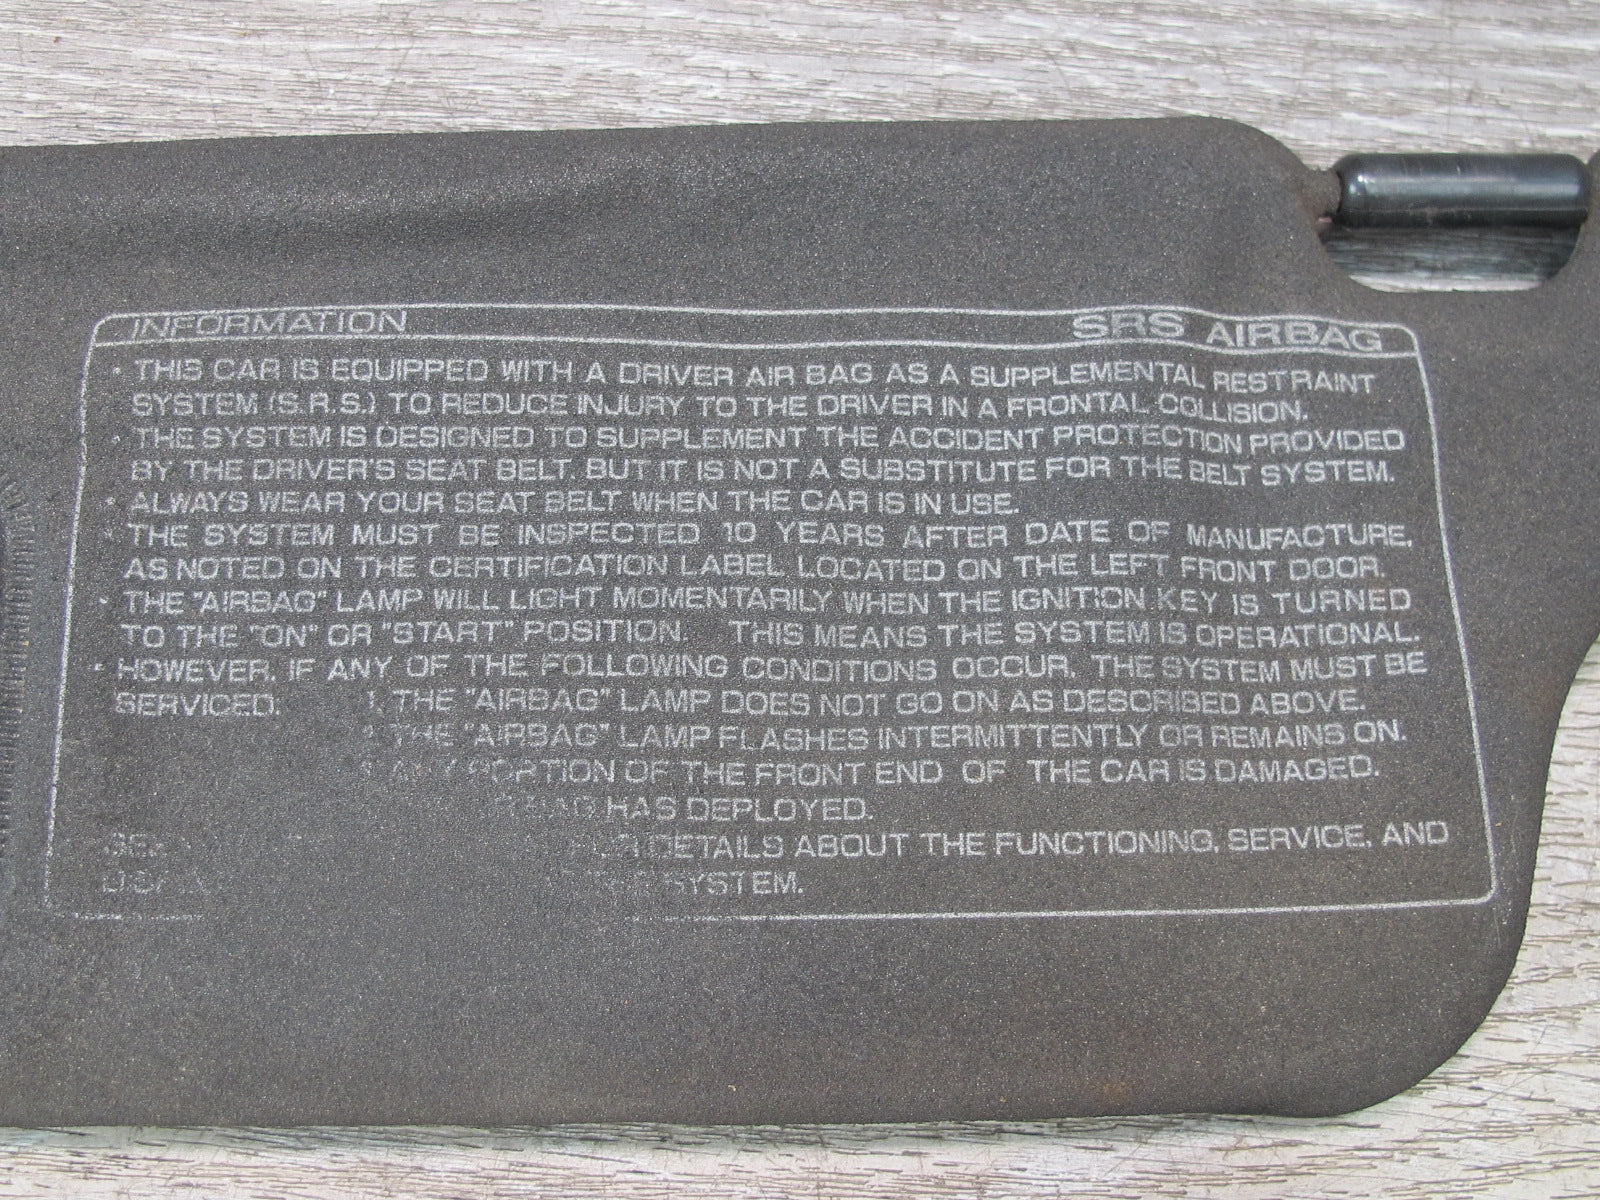 INFORMATION SRS AIRBAG
· THIS CAR IS EQUIPPED WITH A DRIVER AIR BAG AS A SUPPLEMENTAL RESTRAINT
SYSTEM (S.R.S.) TO REDUCE INJURY TO THE DRIVER IN A FRONTAL COLLISION.
· THE SYSTEM IS DESIGNED TO SUPPLEMENT THE ACCIDENT PROTECTION PROVIDED
BY THE DRIVER'S SEAT BELT, BUT IT IS NOT A SUBSTITUTE FOR THE BELT SYSTEM.
· ALWAYS WEAR YOUR SEAT BELT WHEN THE CAR IS IN USE.
· THE SYSTEM MUST BE INSPECTED 10 YEARS AFTER DATE OF MANUFACTURE,
AS NOTED ON THE CERTIFICATION LABEL LOCATED ON THE LEFT FRONT DOOR.
· THE "AIRBAG" LAMP WILL LIGHT MOMENTARILY WHEN THE IGNITION KEY IS TURNED
TO THE "ON" OR "START" POSITION. THIS MEANS THE SYSTEM IS OPERATIONAL.
· HOWEVER, IF ANY OF THE FOLLOWING CONDITIONS OCCUR, THE SYSTEM MUST BE
SERVICED: 1. THE "AIRBAG" LAMP DOES NOT GO ON AS DESCRIBED ABOVE.
THE "AIRBAG" LAMP FLASHES INTERMITTENTLY OR REMAINS ON.
ANY PORTION OF THE FRONT END OF THE CAR IS DAMAGED.
HAS DEPLOYED.
DETAILS ABOUT THE FUNCTIONING, SERVICE, AND
SYSTEM.